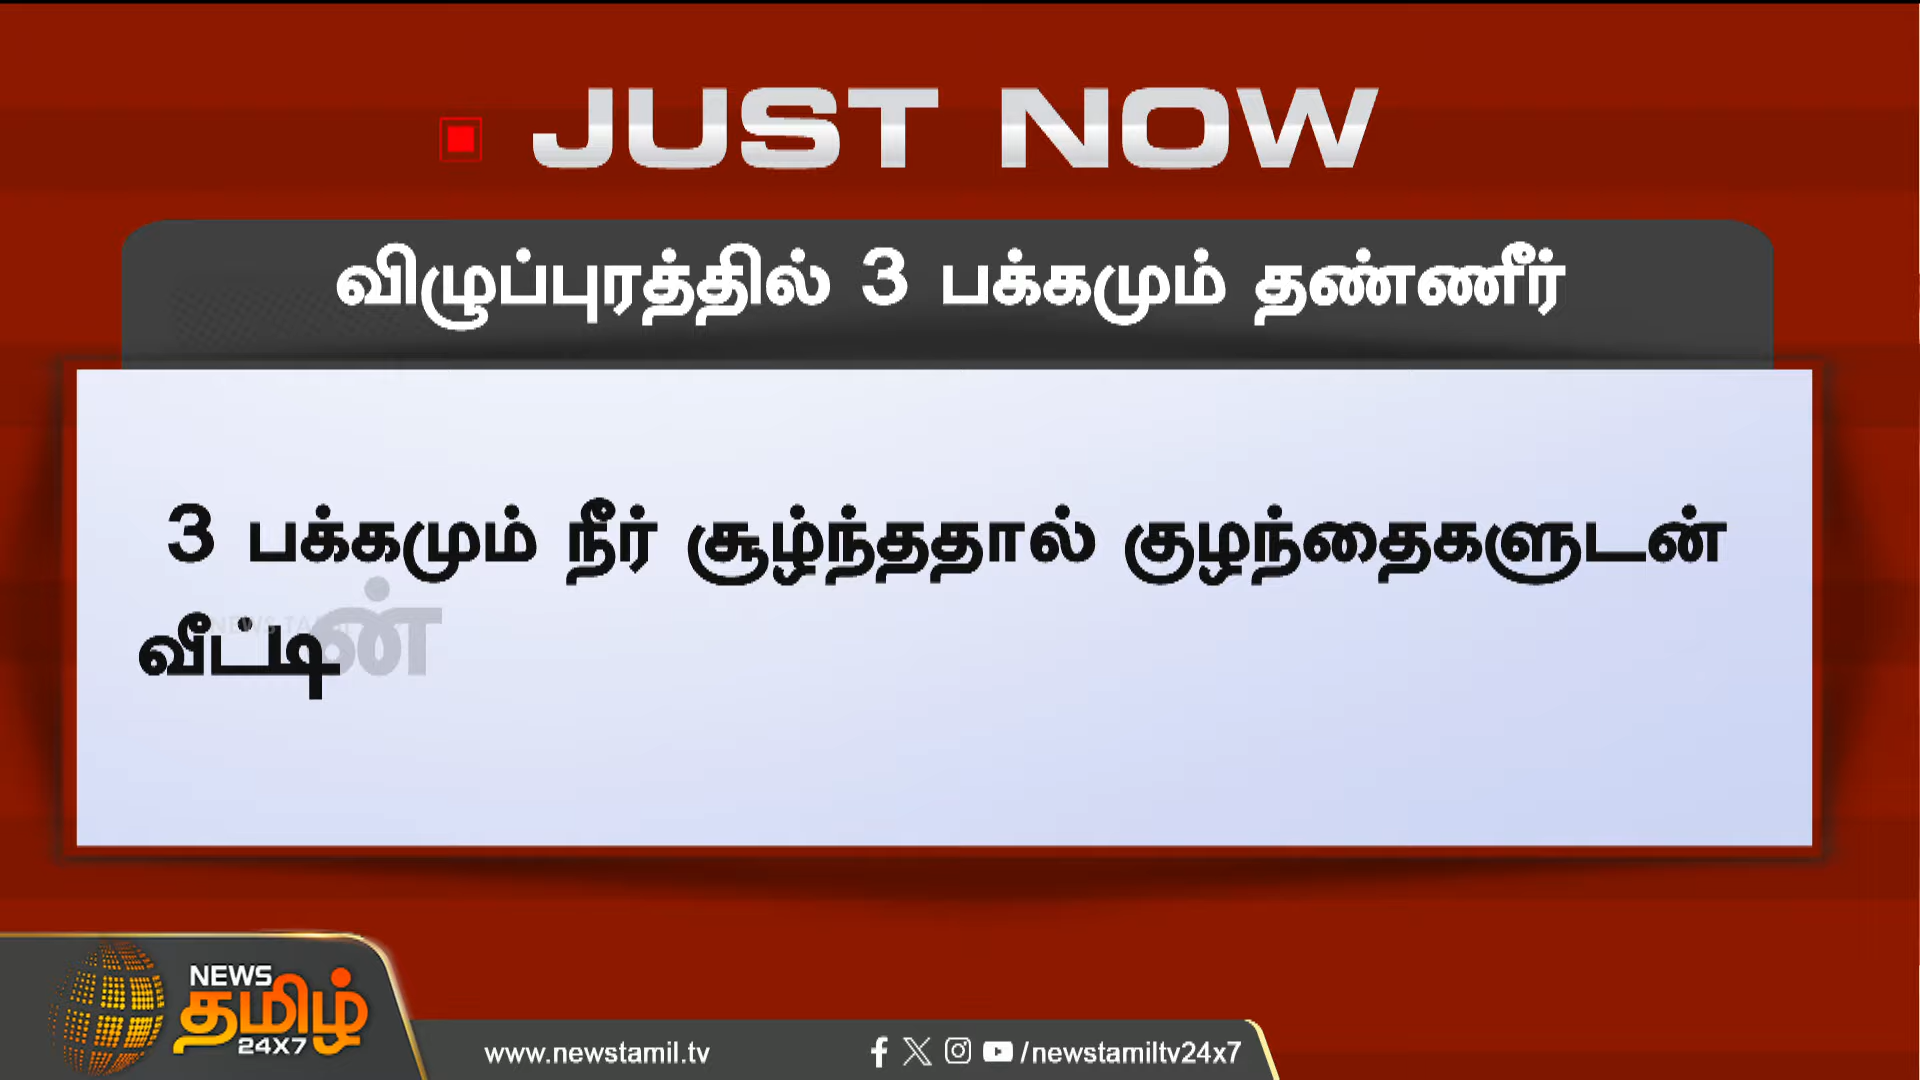 JUST NOW
விழுப்புரத்தில் 3 பக்கமும் தண்ணீர்
3 பக்கமும் நீர் சூழ்ந்ததால் குழந்தைகளுடன்
வீட்டின்
NEWS
தமிழ்
24X7
www.newstamil.tv
/newstamiltv24x7